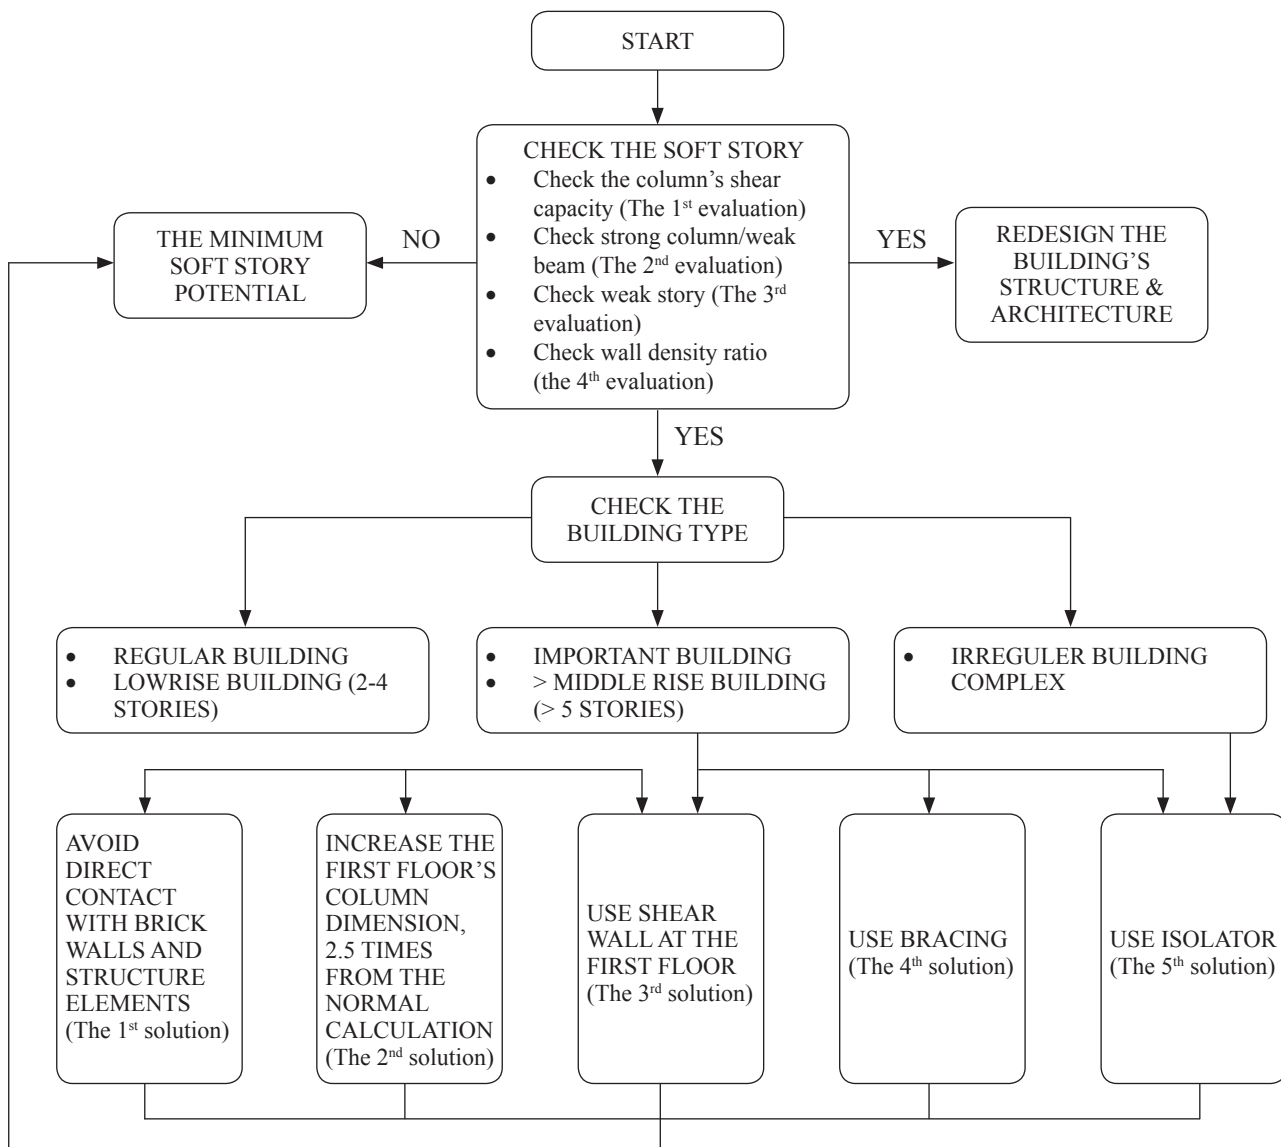 START
CHECK THE SOFT STORY
• Check the column's shear
capacity (The 1st evaluation)
• Check strong column/weak
beam (The 2nd evaluation)
• Check weak story (The 3rd
evaluation)
• Check wall density ratio
(the 4th evaluation)
NO
THE MINIMUM
SOFT STORY
POTENTIAL
YES
REDESIGN THE
BUILDING'S
STRUCTURE &
ARCHITECTURE
YES
CHECK THE
BUILDING TYPE
• REGULAR BUILDING
• LOWRISE BUILDING (2-4
STORIES)
• IMPORTANT BUILDING
• > MIDDLE RISE BUILDING
(> 5 STORIES)
• IRREGULER BUILDING
COMPLEX
AVOID
DIRECT
CONTACT
WITH BRICK
WALLS AND
STRUCTURE
ELEMENTS
(The 1st solution)
INCREASE THE
FIRST FLOOR'S
COLUMN
DIMENSION,
2.5 TIMES
FROM THE
NORMAL
CALCULATION
(The 2nd solution)
USE SHEAR
WALL AT THE
FIRST FLOOR
(The 3rd solution)
USE BRACING
(The 4th solution)
USE ISOLATOR
(The 5th solution)